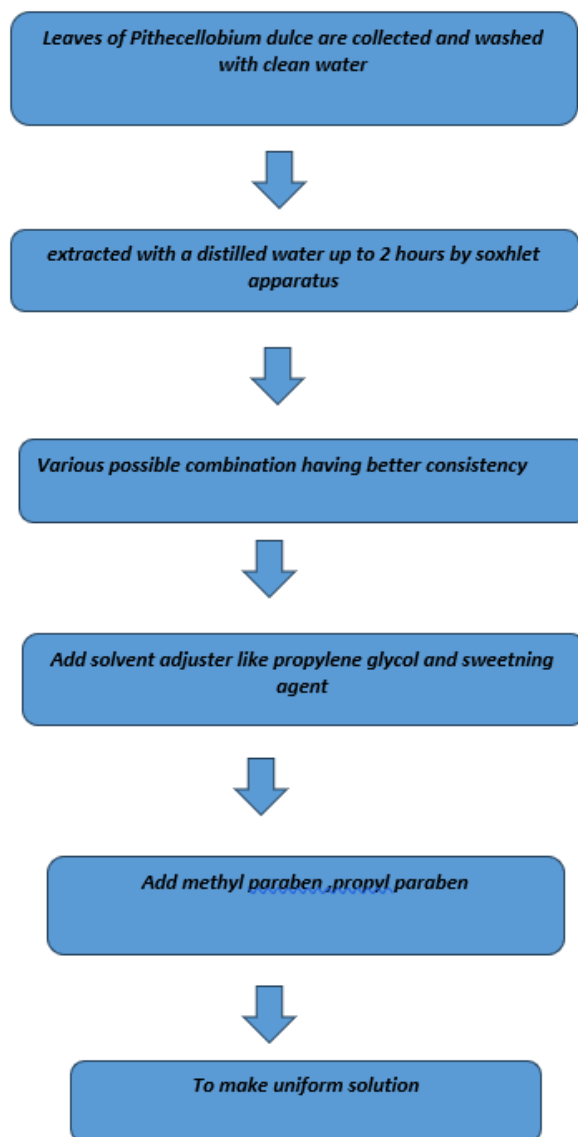 Leaves of Pithecellobium dulce are collected and washed
with clean water
extracted with a distilled water up to 2 hours by soxhlet
apparatus
Various possible combination having better consistency
Add solvent adjuster like propylene glycol and sweetning
agent
Add methyl paraben ,propyl paraben
To make uniform solution